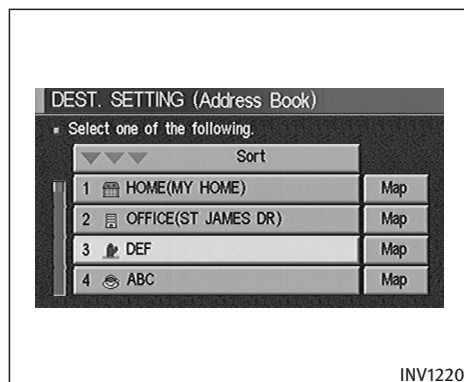 DEST. SETTING (Address Book)
Select one of the following.
Sort
1 HOME(MY HOME) Map
2 OFFICE(ST JAMES DR) Map
3 DEF Map
4 ABC Map
INV1220